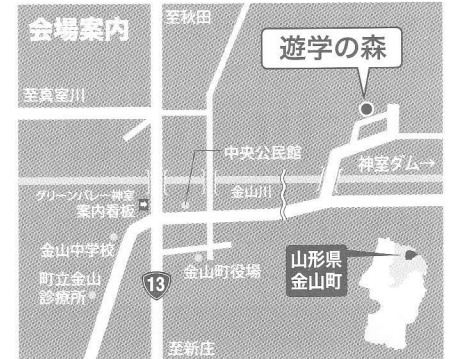 会場案内
至秋田
遊学の森
至真室川
中央公民館
神室ダム→
グリーンバレー神室
案内看板
金山川
金山中学校
町立金山
診療所
13
金山町役場
山形県
金山町
至新庄